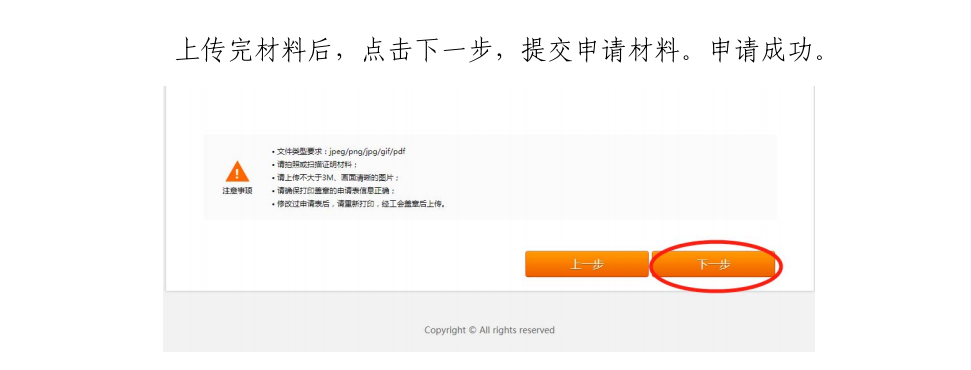 上传完材料后，点击下一步，提交申请材料。申请成功。
• 文件类型要求：jpeg/png/jpg/gif/pdf
• 请拍照或扫描证明材料；
• 请上传不大于3M、画面清晰的图片；
• 请确保打印盖章的申请表信息正确；
• 修改过申请表后，请重新打印，经工会盖章后上传。
注意事项
上一步 下一步
Copyright © All rights reserved